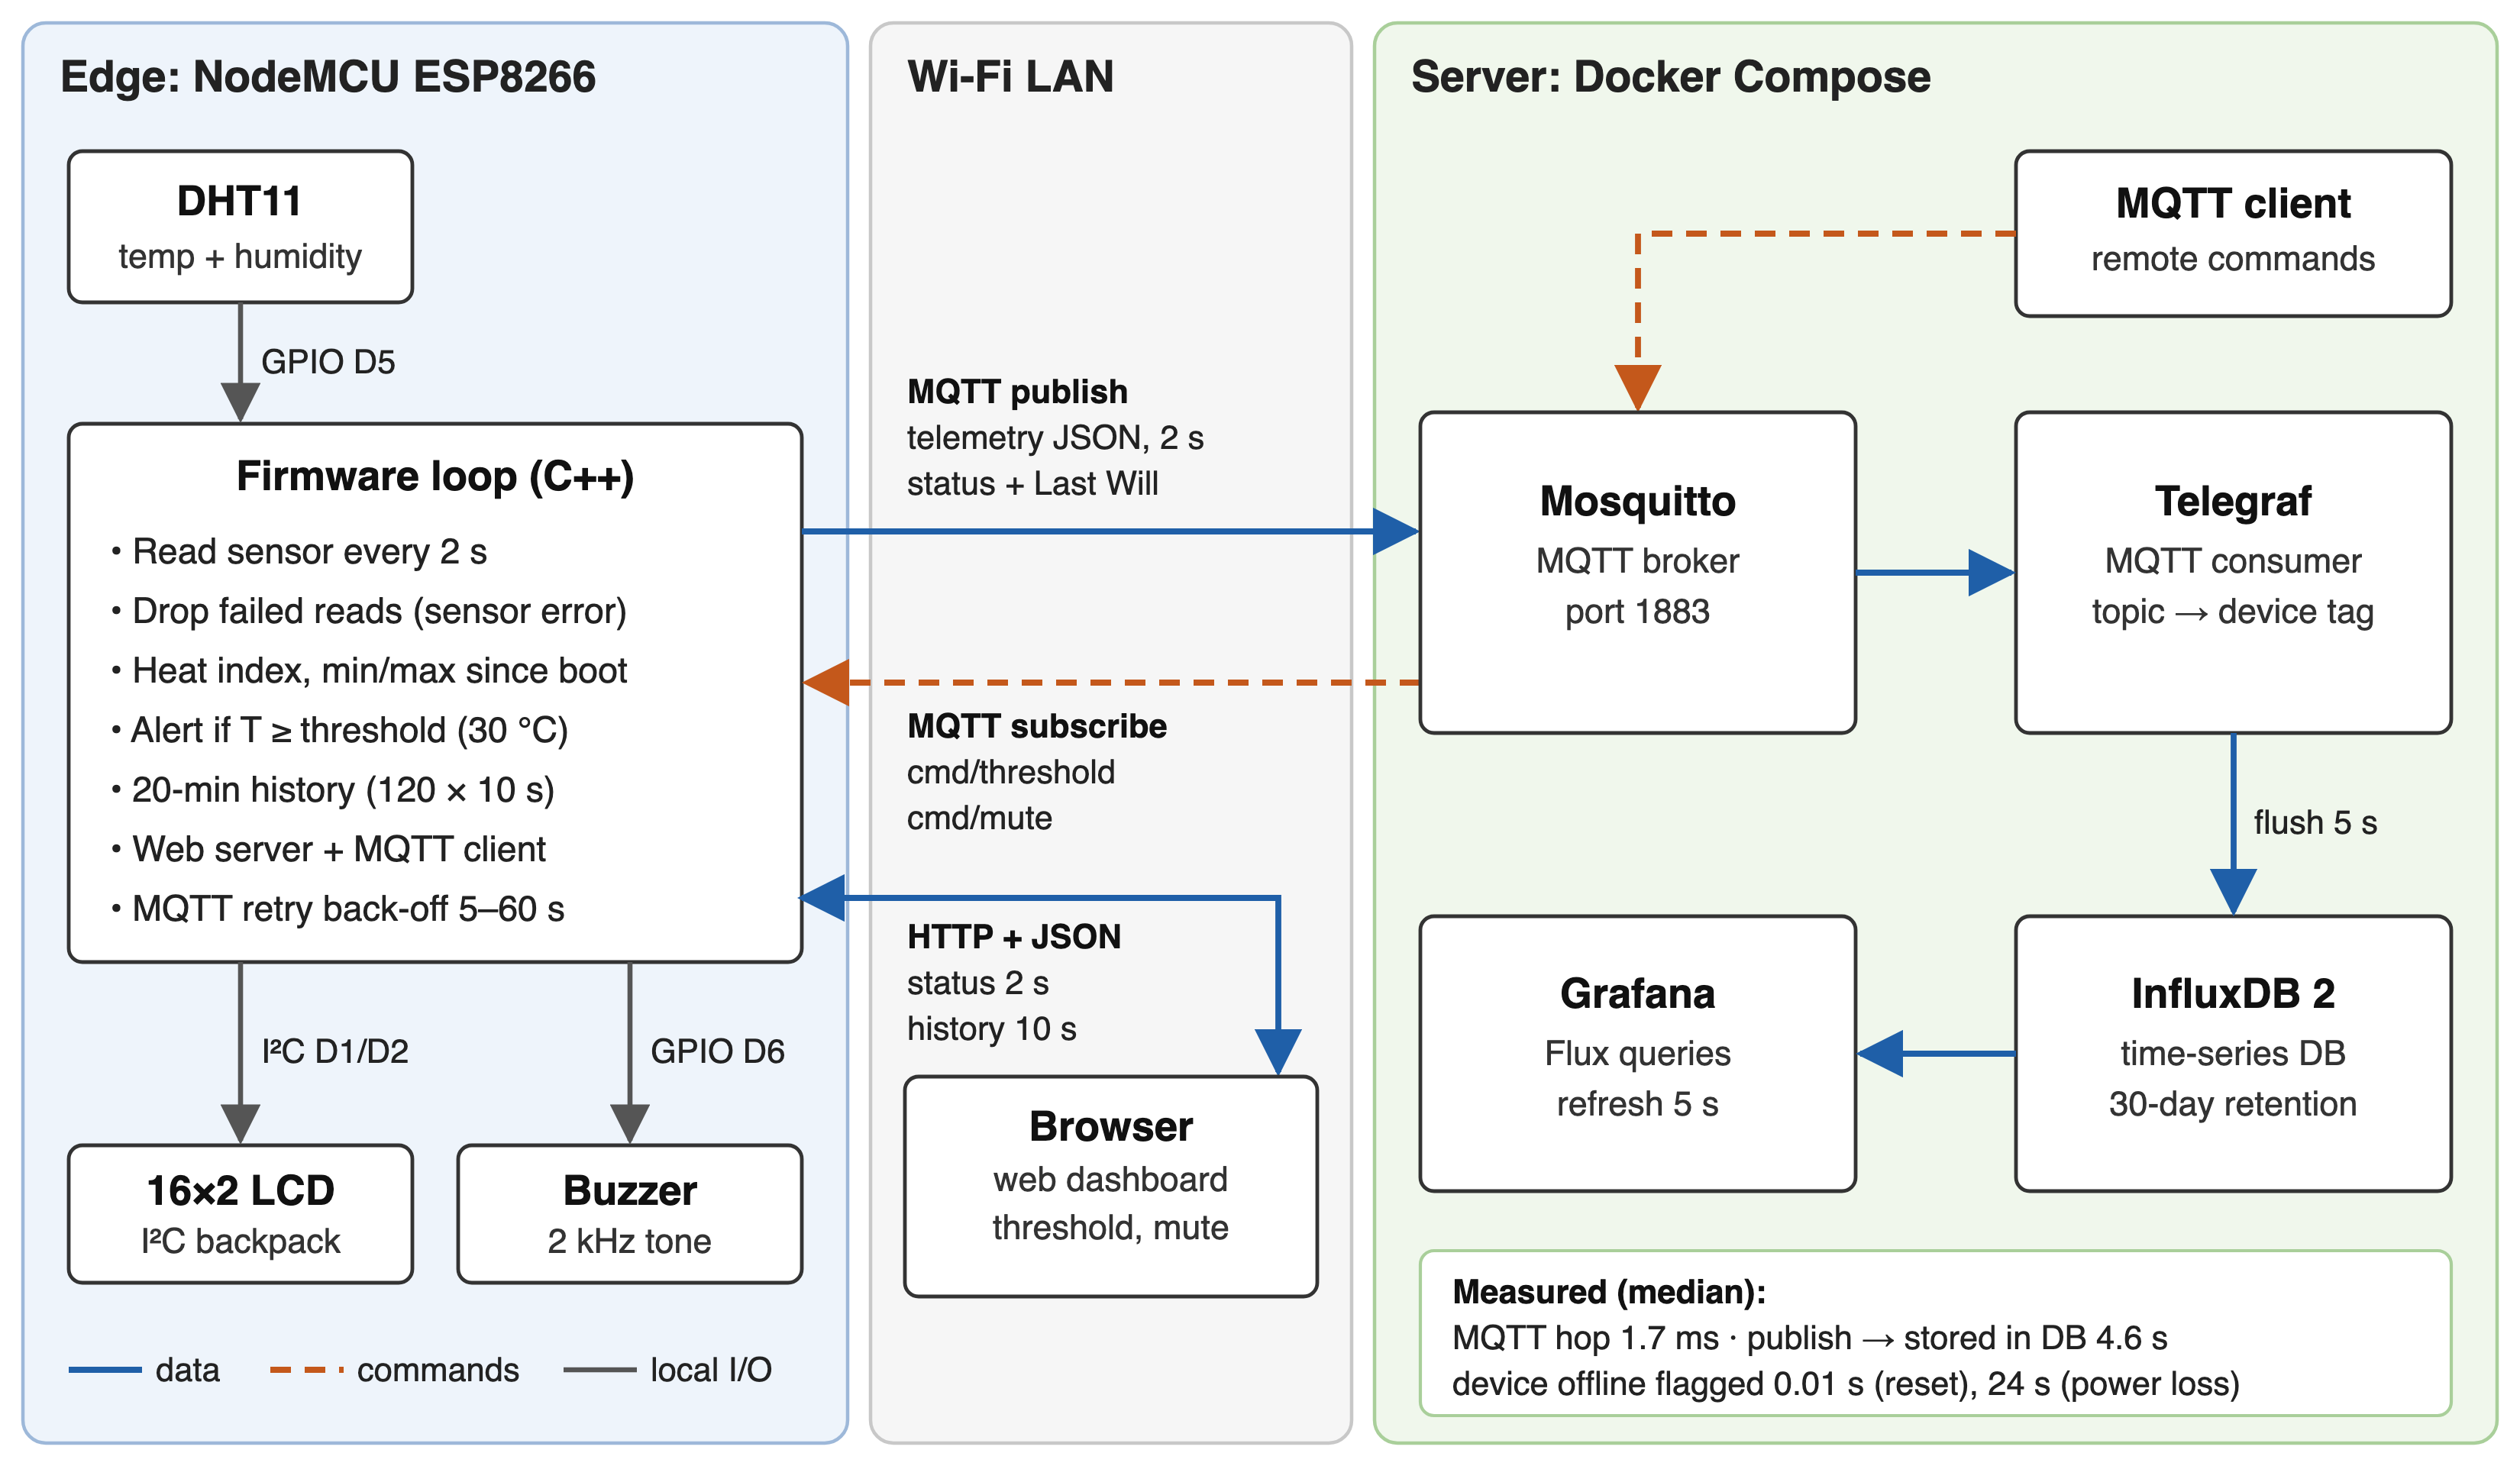 Edge: NodeMCU ESP8266
DHT11
temp + humidity
GPIO D5
Firmware loop (C++)
• Read sensor every 2 s
• Drop failed reads (sensor error)
• Heat index, min/max since boot
• Alert if T ≥ threshold (30 °C)
• 20-min history (120 × 10 s)
• Web server + MQTT client
• MQTT retry back-off 5–60 s
I²C D1/D2
GPIO D6
16×2 LCD
I²C backpack
Buzzer
2 kHz tone
data
commands
local I/O
Wi-Fi LAN
MQTT publish
telemetry JSON, 2 s
status + Last Will
MQTT subscribe
cmd/threshold
cmd/mute
HTTP + JSON
status 2 s
history 10 s
Browser
web dashboard
threshold, mute
Server: Docker Compose
MQTT client
remote commands
Mosquitto
MQTT broker
port 1883
Telegraf
MQTT consumer
topic → device tag
flush 5 s
Grafana
Flux queries
refresh 5 s
InfluxDB 2
time-series DB
30-day retention
Measured (median):
MQTT hop 1.7 ms · publish → stored in DB 4.6 s
device offline flagged 0.01 s (reset), 24 s (power loss)